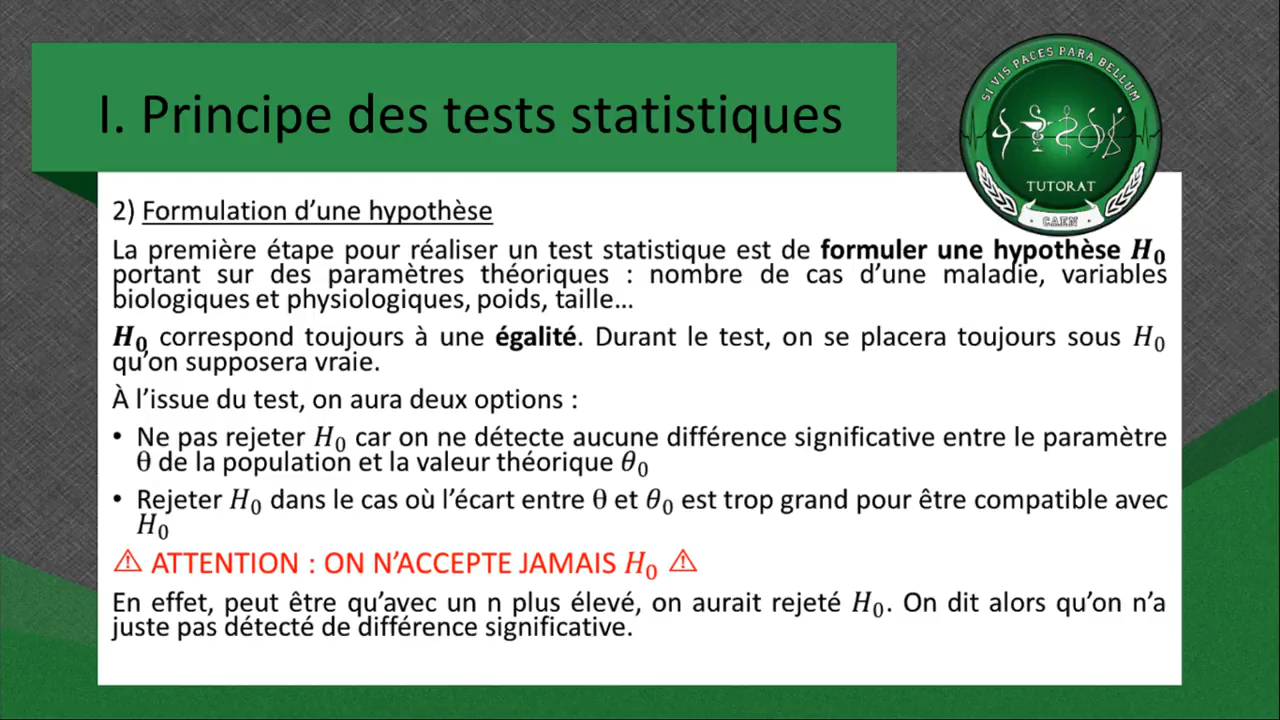 I. Principe des tests statistiques
SI VIS PACES PARA BELLUM
TUTORAT
CAEN
2) Formulation d’une hypothèse
La première étape pour réaliser un test statistique est de formuler une hypothèse H₀
portant sur des paramètres théoriques : nombre de cas d’une maladie, variables
biologiques et physiologiques, poids, taille…
H₀ correspond toujours à une égalité. Durant le test, on se placera toujours sous H₀
qu’on supposera vraie.
À l’issue du test, on aura deux options :
• Ne pas rejeter H₀ car on ne détecte aucune différence significative entre le paramètre
θ de la population et la valeur théorique θ₀
• Rejeter H₀ dans le cas où l’écart entre θ et θ₀ est trop grand pour être compatible avec
H₀
⚠ ATTENTION : ON N’ACCEPTE JAMAIS H₀ ⚠
En effet, peut être qu’avec un n plus élevé, on aurait rejeté H₀. On dit alors qu’on n’a
juste pas détecté de différence significative.